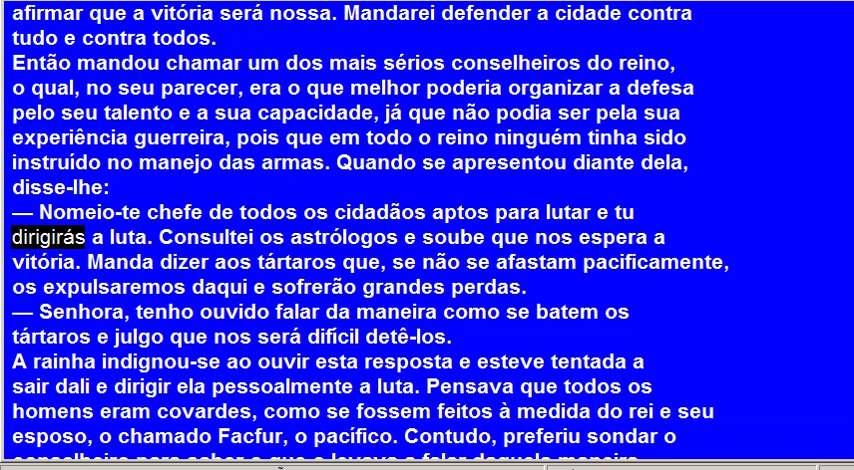 afirmar que a vitória será nossa. Mandarei defender a cidade contra
tudo e contra todos.
Então mandou chamar um dos mais sérios conselheiros do reino,
o qual, no seu parecer, era o que melhor poderia organizar a defesa
pelo seu talento e a sua capacidade, já que não podia ser pela sua
experiência guerreira, pois que em todo o reino ninguém tinha sido
instruído no manejo das armas. Quando se apresentou diante dela,
disse-lhe:
— Nomeio-te chefe de todos os cidadãos aptos para lutar e tu
dirigirás a luta. Consultei os astrólogos e soube que nos espera a
vitória. Manda dizer aos tártaros que, se não se afastam pacificamente,
os expulsaremos daqui e sofrerão grandes perdas.
— Senhora, tenho ouvido falar da maneira como se batem os
tártaros e julgo que nos será difícil detê-los.
A rainha indignou-se ao ouvir esta resposta e esteve tentada a
sair dali e dirigir ela pessoalmente a luta. Pensava que todos os
homens eram covardes, como se fossem feitos à medida do rei e seu
esposo, o chamado Facfur, o pacífico. Contudo, preferiu sondar o
conselheiro para saber o que o levava a falar daquela maneira